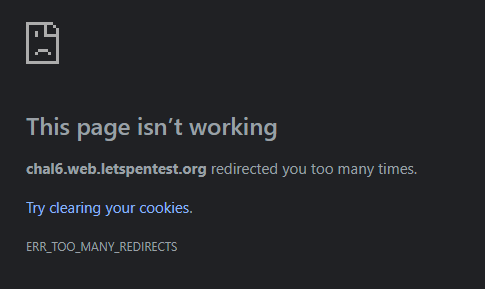 This page isn’t working
chal6.web.letspentest.org redirected you too many times.
Try clearing your cookies.
ERR_TOO_MANY_REDIRECTS